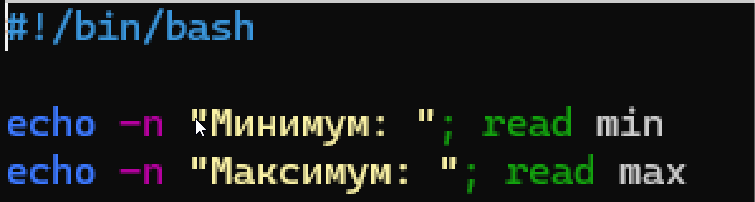 #!/bin/bash
echo -n "Минимум: "; read min
echo -n "Максимум: "; read max